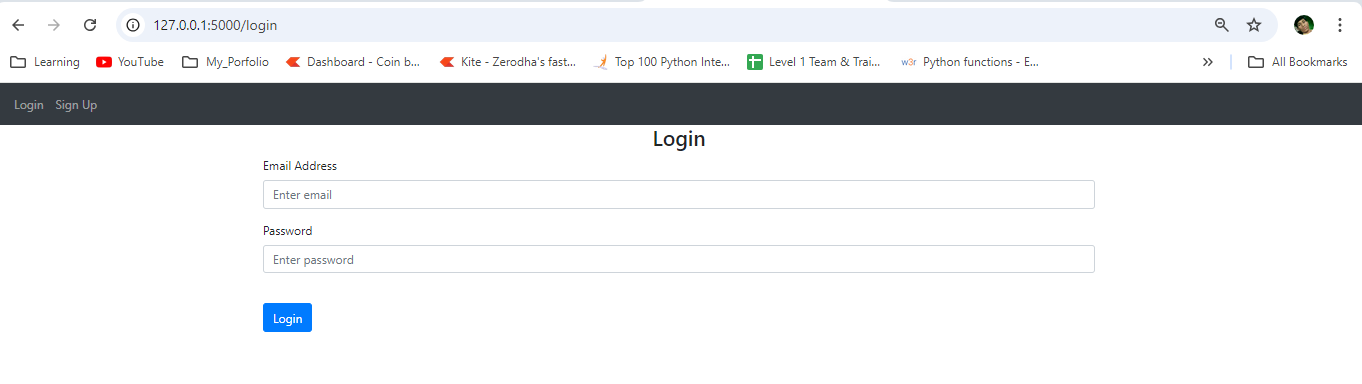 127.0.0.1:5000/login
Learning YouTube My_Porfolio Dashboard - Coin b... Kite - Zerodha's fast... Top 100 Python Inte... Level 1 Team & Trai... w3r Python functions - E... » All Bookmarks
Login Sign Up
Login
Email Address
Enter email
Password
Enter password
Login